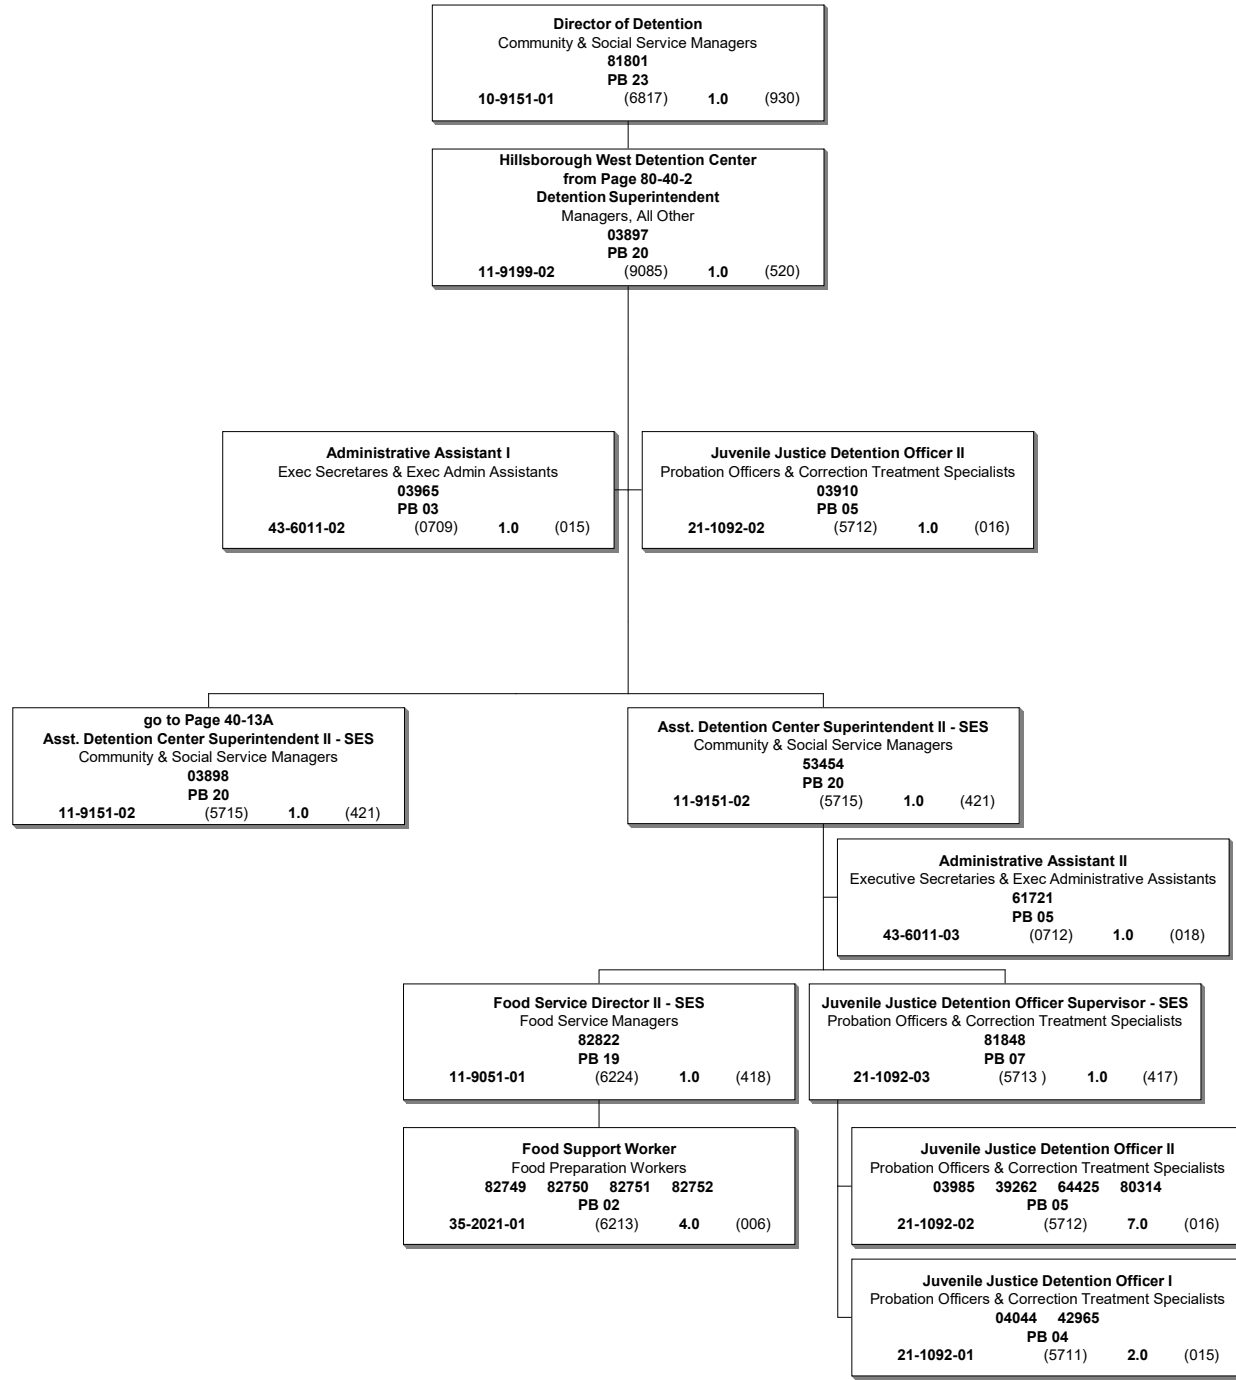 Director of Detention
Community & Social Service Managers
81801
PB 23
10-9151-01 (6817) 1.0 (930)
Hillsborough West Detention Center
from Page 80-40-2
Detention Superintendent
Managers, All Other
03897
PB 20
11-9199-02 (9085) 1.0 (520)
Administrative Assistant I
Exec Secretares & Exec Admin Assistants
03965
PB 03
43-6011-02 (0709) 1.0 (015)
Juvenile Justice Detention Officer II
Probation Officers & Correction Treatment Specialists
03910
PB 05
21-1092-02 (5712) 1.0 (016)
go to Page 40-13A
Asst. Detention Center Superintendent II - SES
Community & Social Service Managers
03898
PB 20
11-9151-02 (5715) 1.0 (421)
Asst. Detention Center Superintendent II - SES
Community & Social Service Managers
53454
PB 20
11-9151-02 (5715) 1.0 (421)
Administrative Assistant II
Executive Secretaries & Exec Administrative Assistants
61721
PB 05
43-6011-03 (0712) 1.0 (018)
Food Service Director II - SES
Food Service Managers
82822
PB 19
11-9051-01 (6224) 1.0 (418)
Juvenile Justice Detention Officer Supervisor - SES
Probation Officers & Correction Treatment Specialists
81848
PB 07
21-1092-03 (5713 ) 1.0 (417)
Food Support Worker
Food Preparation Workers
82749 82750 82751 82752
PB 02
35-2021-01 (6213) 4.0 (006)
Juvenile Justice Detention Officer II
Probation Officers & Correction Treatment Specialists
03985 39262 64425 80314
PB 05
21-1092-02 (5712) 7.0 (016)
Juvenile Justice Detention Officer I
Probation Officers & Correction Treatment Specialists
04044 42965
PB 04
21-1092-01 (5711) 2.0 (015)